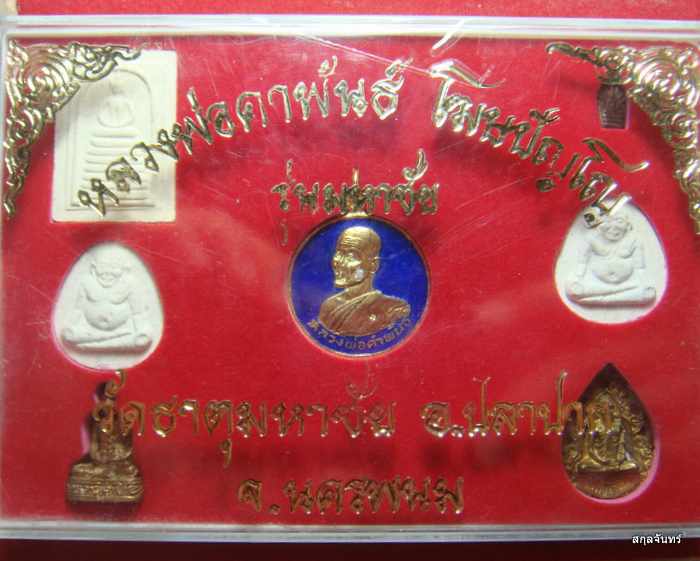 หลวงพ่อคำพันธ์ โฆษปัญโญ
รุ่นมหาชัย
หลวงพ่อคำพันธ์
วัดธาตุมหาชัย อ.ปลาปาก
จ.นครพนม
สกุลจันทร์